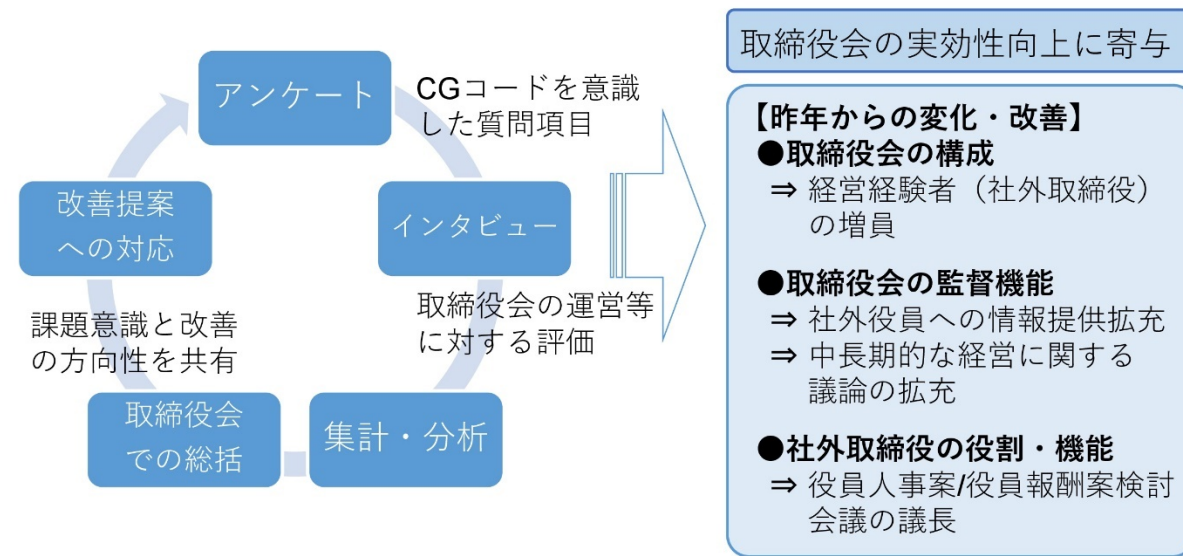 アンケート
CGコードを意識
した質問項目
インタビュー
取締役会の運営等
に対する評価
集計・分析
取締役会
での総括
課題意識と改善
の方向性を共有
改善提案
への対応
取締役会の実効性向上に寄与
【昨年からの変化・改善】
●取締役会の構成
⇒ 経営経験者（社外取締役）
の増員
●取締役会の監督機能
⇒ 社外役員への情報提供拡充
⇒ 中長期的な経営に関する
議論の拡充
●社外取締役の役割・機能
⇒ 役員人事案/役員報酬案検討
会議の議長